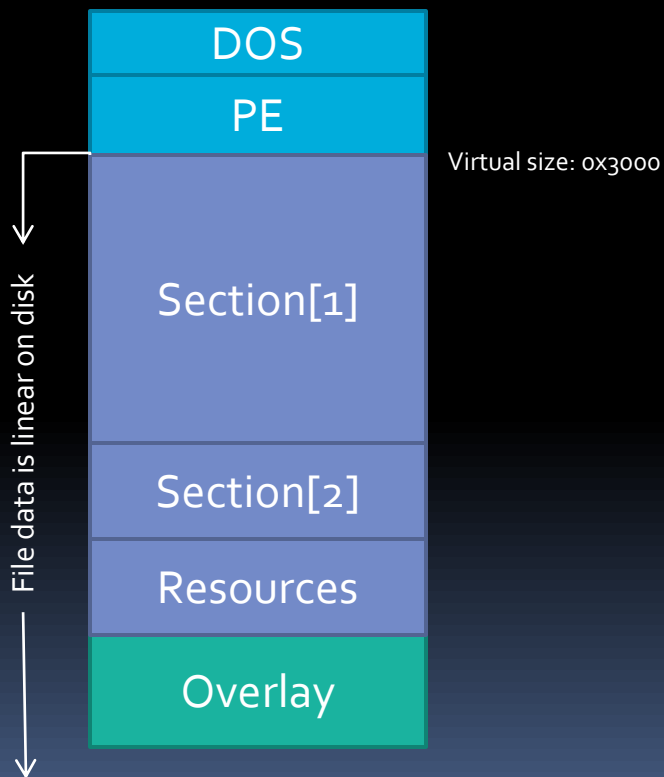 DOS
PE
Virtual size: 0x3000
File data is linear on disk
Section[1]
Section[2]
Resources
Overlay